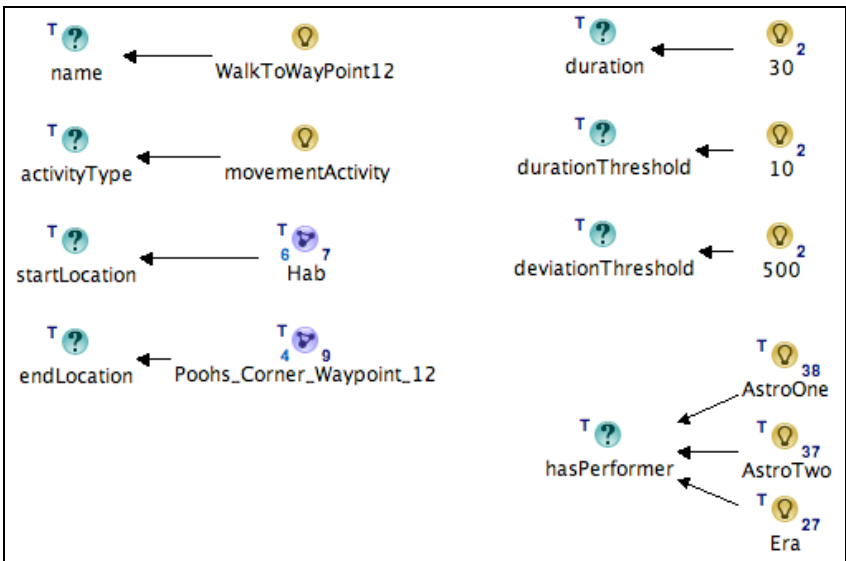 T ?
name
WalkToWayPoint12
T ?
activityType
movementActivity
T ?
startLocation
T
6 7
Hab
T ?
endLocation
T
4 9
Poohs_Corner_Waypoint_12
T ?
duration
2
30
T ?
durationThreshold
2
10
T ?
deviationThreshold
2
500
T ?
hasPerformer
T
38
AstroOne
T
37
AstroTwo
T
27
Era